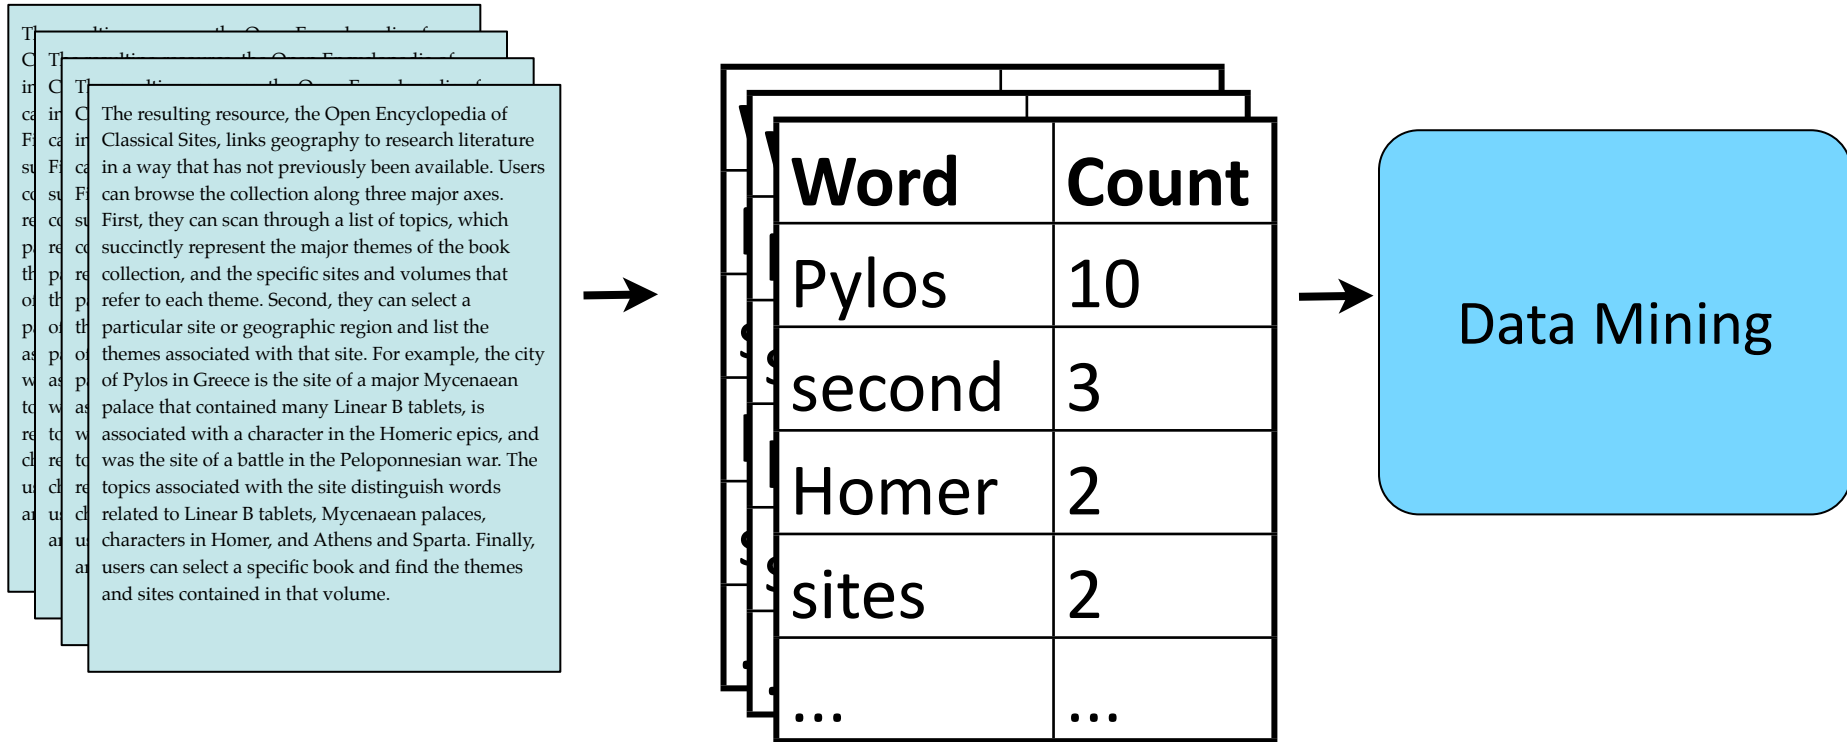 The resulting resource, the Open Encyclopedia of
Classical Sites, links geography to research literature
in a way that has not previously been available. Users
can browse the collection along three major axes.
First, they can scan through a list of topics, which
succinctly represent the major themes of the book
collection, and the specific sites and volumes that
refer to each theme. Second, they can select a
particular site or geographic region and list the
themes associated with that site. For example, the city
of Pylos in Greece is the site of a major Mycenaean
palace that contained many Linear B tablets, is
associated with a character in the Homeric epics, and
was the site of a battle in the Peloponnesian war. The
topics associated with the site distinguish words
related to Linear B tablets, Mycenaean palaces,
characters in Homer, and Athens and Sparta. Finally,
users can select a specific book and find the themes
and sites contained in that volume.
Word Count
Pylos 10
second 3
Homer 2
sites 2
... ...
Data Mining